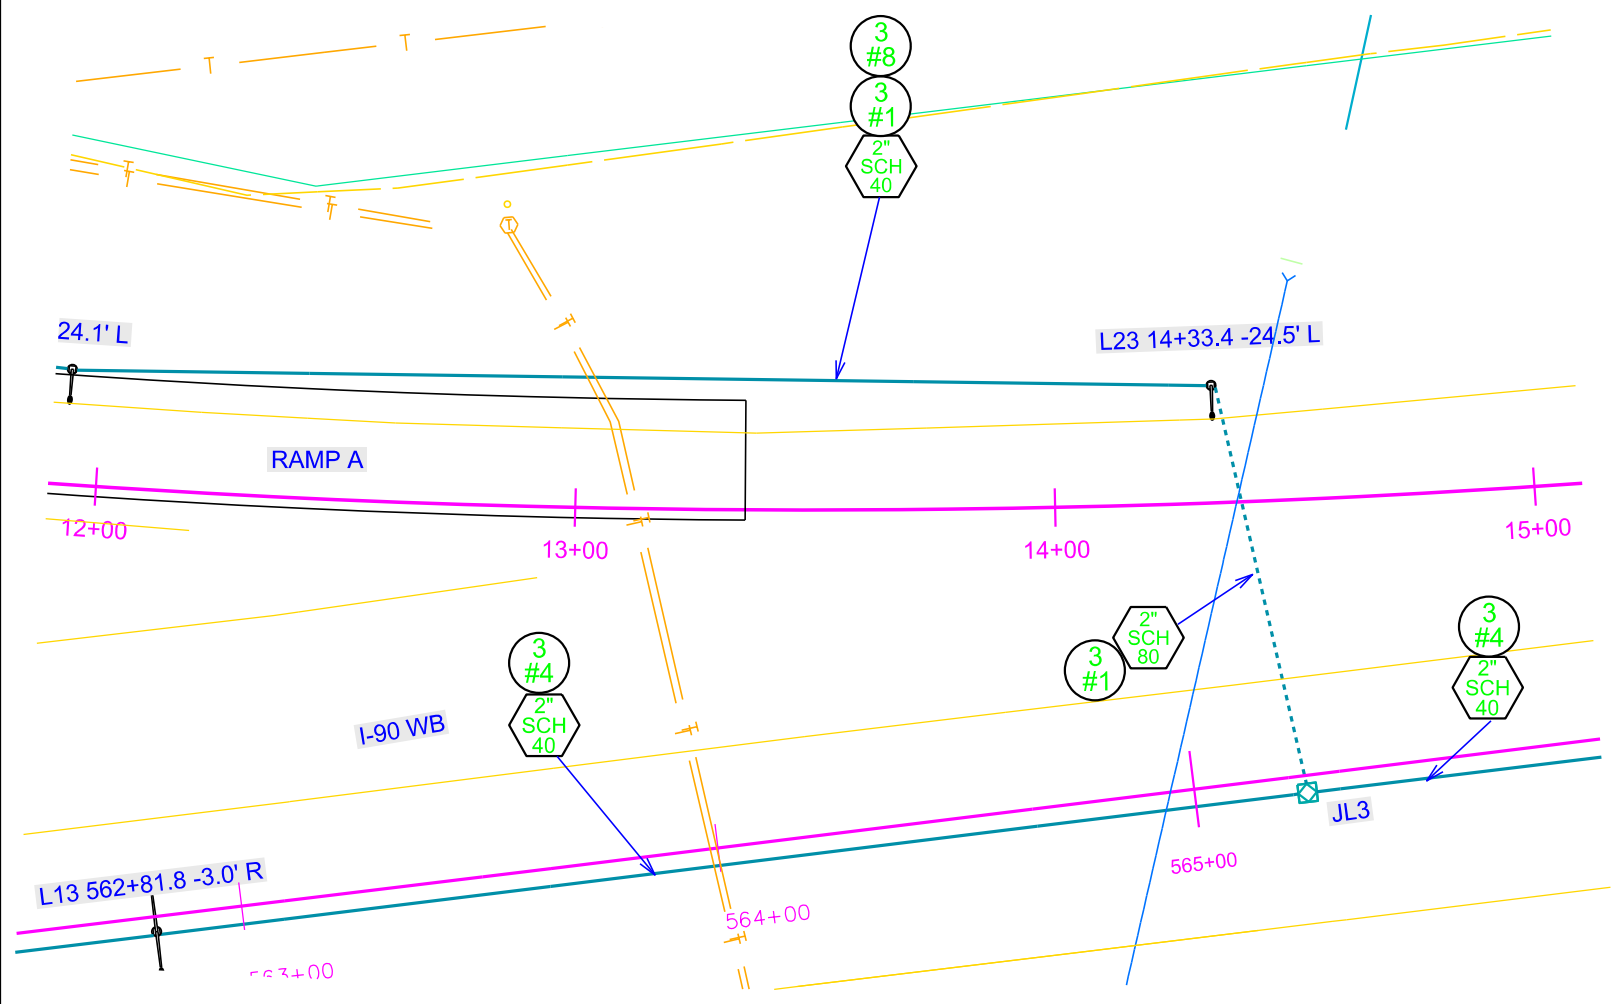 T
T
3
#8
3
#1
2"
SCH
40
T
T
T
T
T
T
24.1' L
L23 14+33.4 -24.5' L
RAMP A
12+00
13+00
14+00
15+00
T
3
#4
2"
SCH
40
2"
SCH
80
3
#1
3
#4
2"
SCH
40
I-90 WB
T
JL3
565+00
L13 562+81.8 -3.0' R
564+00
T
563+00